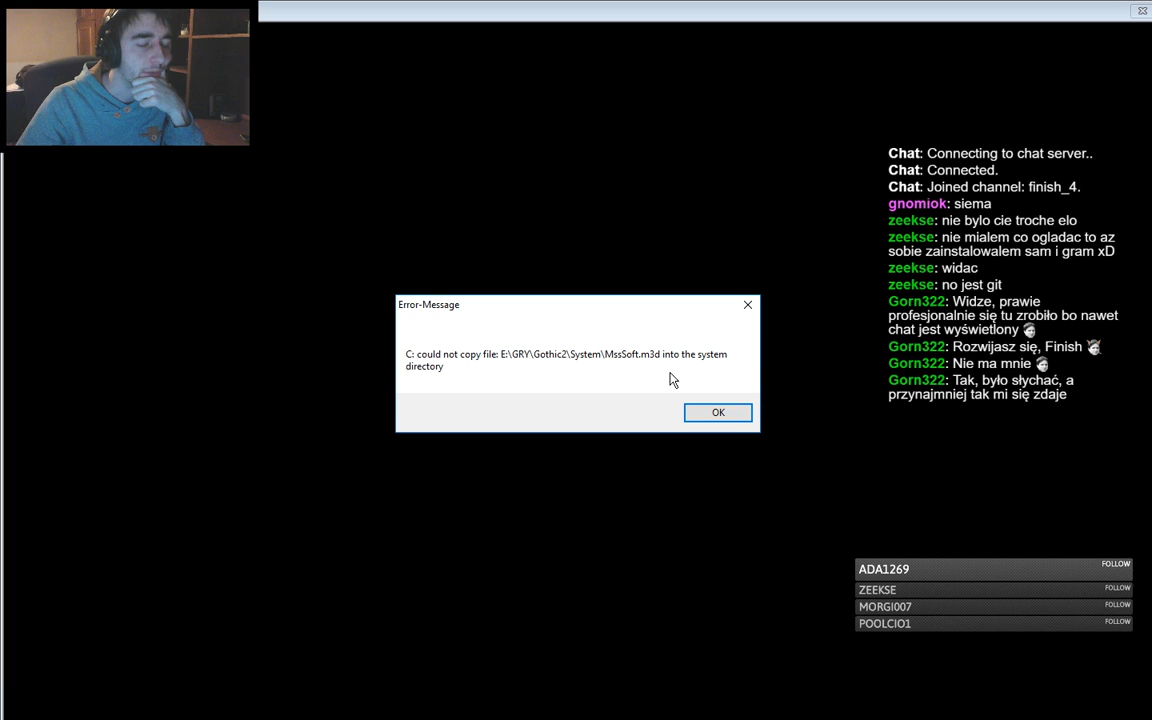 Chat: Connecting to chat server..
Chat: Connected.
Chat: Joined channel: finish_4.
gnomiok: siema
zeekse: nie bylo cie troche elo
zeekse: nie mialem co ogladac to az
sobie zainstalowalem sam i gram xD
zeekse: widac
zeekse: no jest git
Gorn322: Widze, prawie
profesjonalnie się tu zrobiło bo nawet
chat jest wyświetlony
Gorn322: Rozwijasz się, Finish
Gorn322: Nie ma mnie
Gorn322: Tak, było słychać, a
przynajmniej tak mi się zdaje
Error-Message
C: could not copy file: E:\GRY\Gothic2\System\MssSoft.m3d into the system
directory
OK
ADA1269 FOLLOW
ZEEKSE FOLLOW
MORGI007 FOLLOW
POOLCIO1 FOLLOW